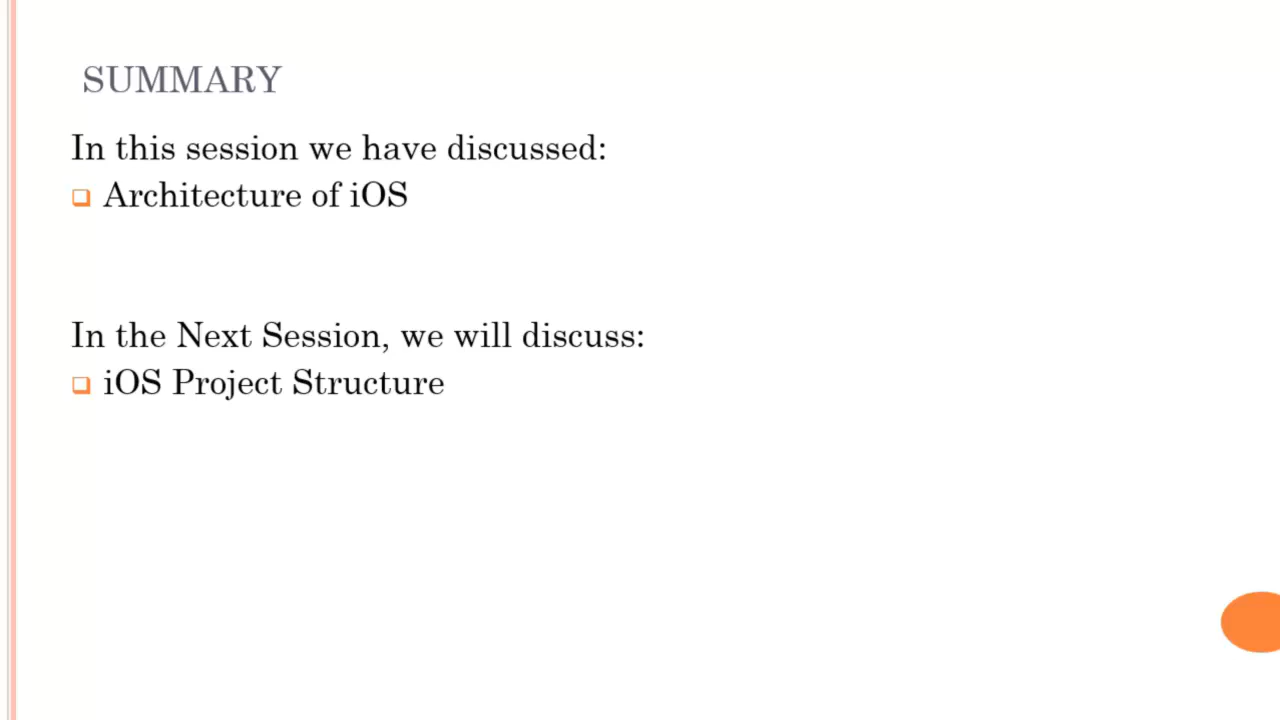 SUMMARY
In this session we have discussed:
Architecture of iOS
In the Next Session, we will discuss:
iOS Project Structure